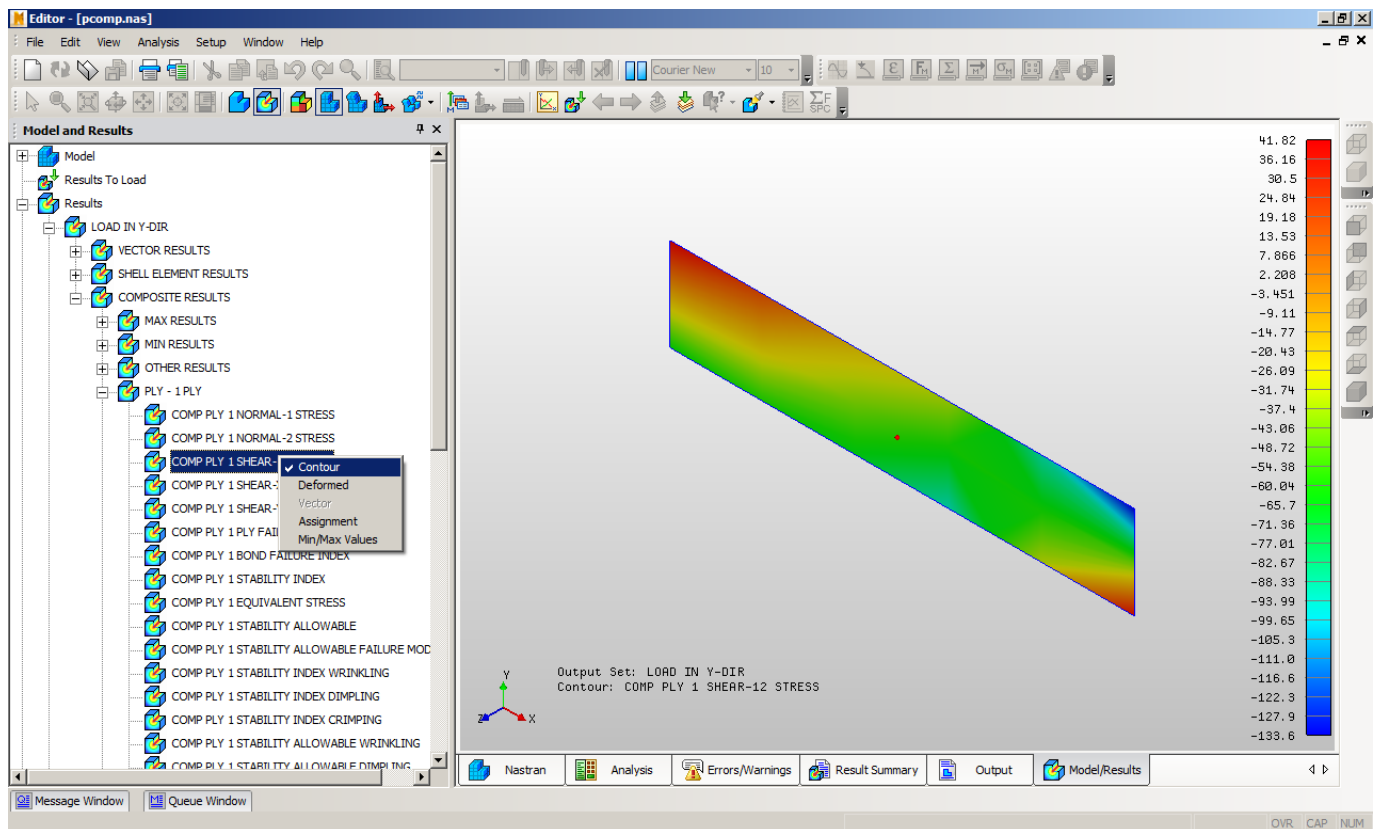 Editor - [pcomp.nas]
File Edit View Analysis Setup Window Help
Courier New 10
Model and Results
Model
Results To Load
Results
LOAD IN Y-DIR
VECTOR RESULTS
SHELL ELEMENT RESULTS
COMPOSITE RESULTS
MAX RESULTS
MIN RESULTS
OTHER RESULTS
PLY - 1 PLY
COMP PLY 1 NORMAL-1 STRESS
COMP PLY 1 NORMAL-2 STRESS
COMP PLY 1 SHEAR-
COMP PLY 1 SHEAR-
COMP PLY 1 SHEAR-
COMP PLY 1 PLY FAI
COMP PLY 1 BOND FAILURE INDEX
COMP PLY 1 STABILITY INDEX
COMP PLY 1 EQUIVALENT STRESS
COMP PLY 1 STABILITY ALLOWABLE
COMP PLY 1 STABILITY ALLOWABLE FAILURE MOD
COMP PLY 1 STABILITY INDEX WRINKLING
COMP PLY 1 STABILITY INDEX DIMPLING
COMP PLY 1 STABILITY INDEX CRIMPING
COMP PLY 1 STABILITY ALLOWABLE WRINKLING
COMP PLY 1 STABILITY ALLOWABLE DIMPLING
Contour
Deformed
Vector
Assignment
Min/Max Values
41.82
36.16
30.5
24.84
19.18
13.53
7.866
2.208
-3.451
-9.11
-14.77
-20.43
-26.09
-31.74
-37.4
-43.06
-48.72
-54.38
-60.04
-65.7
-71.36
-77.01
-82.67
-88.33
-93.99
-99.65
-105.3
-111.0
-116.6
-122.3
-127.9
-133.6
Y
Z
X
Output Set: LOAD IN Y-DIR
Contour: COMP PLY 1 SHEAR-12 STRESS
Nastran Analysis Errors/Warnings Result Summary Output Model/Results
Message Window Queue Window
OVR CAP NUM